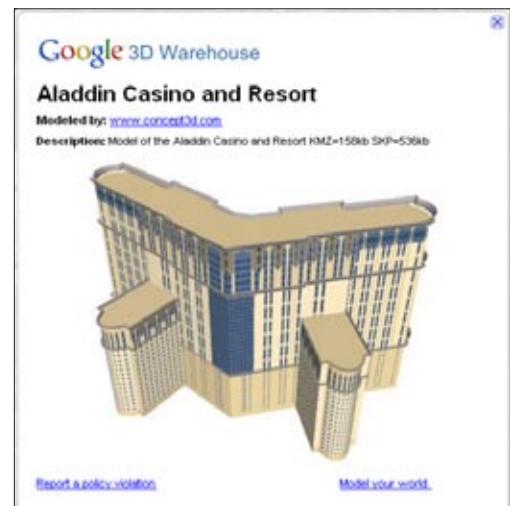 Google 3D Warehouse
Aladdin Casino and Resort
Modeled by: www.concept3d.com
Description: Model of the Aladdin Casino and Resort KMZ=158kb SKP=536kb
Report a policy violation
Model your world.